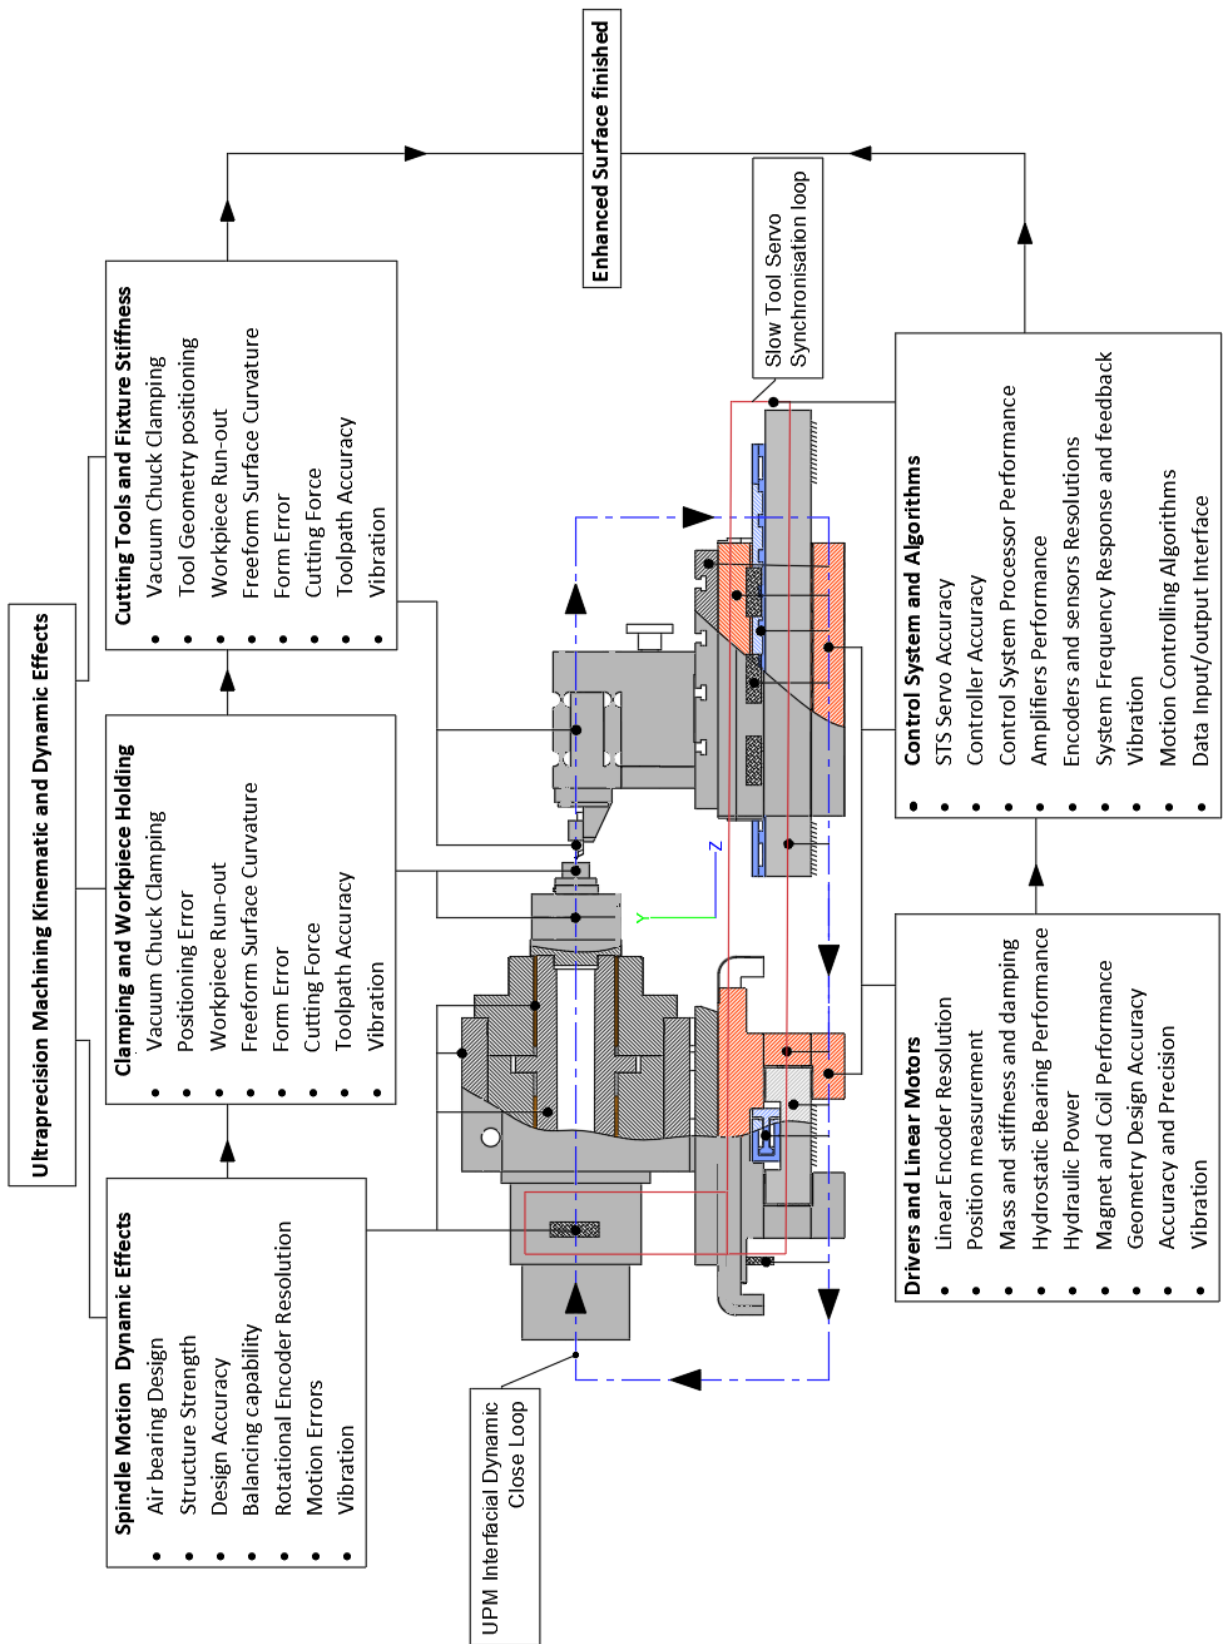 Ultraprecision Machining Kinematic and Dynamic Effects
Spindle Motion Dynamic Effects
• Air bearing Design
• Structure Strength
• Design Accuracy
• Balancing capability
• Rotational Encoder Resolution
• Motion Errors
• Vibration
Clamping and Workpiece Holding
• Vacuum Chuck Clamping
• Positioning Error
• Workpiece Run-out
• Freeform Surface Curvature
• Form Error
• Cutting Force
• Toolpath Accuracy
• Vibration
Cutting Tools and Fixture Stiffness
• Vacuum Chuck Clamping
• Tool Geometry positioning
• Workpiece Run-out
• Freeform Surface Curvature
• Form Error
• Cutting Force
• Toolpath Accuracy
• Vibration
Enhanced Surface finished
UPM Interfacial Dynamic
Close Loop
Y
Z
Slow Tool Servo
Synchronisation loop
Drivers and Linear Motors
• Linear Encoder Resolution
• Position measurement
• Mass and stiffness and damping
• Hydrostatic Bearing Performance
• Hydraulic Power
• Magnet and Coil Performance
• Geometry Design Accuracy
• Accuracy and Precision
• Vibration
• Control System and Algorithms
• STS Servo Accuracy
• Controller Accuracy
• Control System Processor Performance
• Amplifiers Performance
• Encoders and sensors Resolutions
• System Frequency Response and feedback
• Vibration
• Motion Controlling Algorithms
• Data Input/output Interface